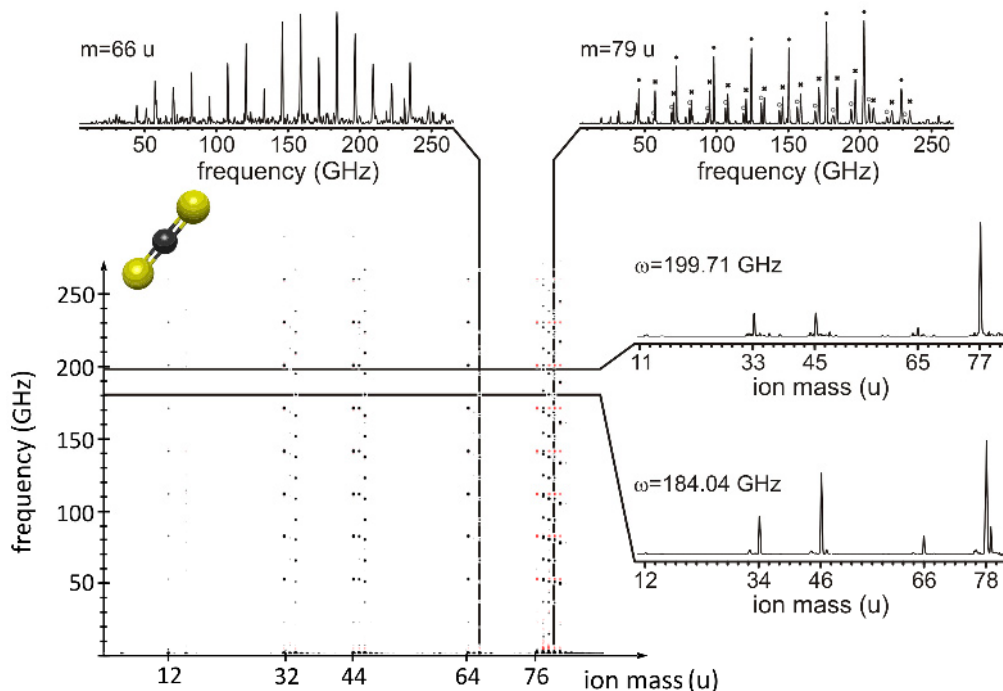 m=66 u
50 100 150 200 250
frequency (GHz)
m=79 u
50 100 150 200 250
frequency (GHz)
ω=199.71 GHz
11 33 45 65 77
ion mass (u)
ω=184.04 GHz
12 34 46 66 78
ion mass (u)
frequency (GHz)
250
200
150
100
50
12 32 44 64 76
ion mass (u)